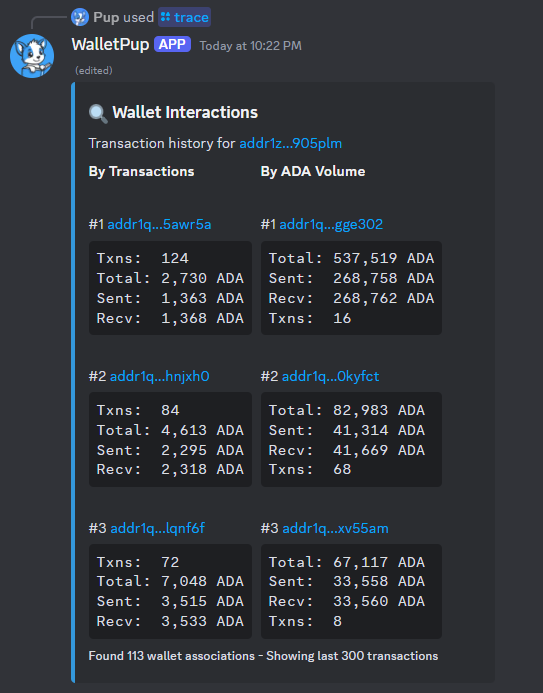 Pup used trace
WalletPup APP Today at 10:22 PM
(edited)
Wallet Interactions
Transaction history for addr1z...905plm
By Transactions By ADA Volume
#1 addr1q...5awr5a #1 addr1q...gge302
Txns: 124 Total: 537,519 ADA
Total: 2,730 ADA Sent: 268,758 ADA
Sent: 1,363 ADA Recv: 268,762 ADA
Recv: 1,368 ADA Txns: 16
#2 addr1q...hnjxh0 #2 addr1q...0kyfct
Txns: 84 Total: 82,983 ADA
Total: 4,613 ADA Sent: 41,314 ADA
Sent: 2,295 ADA Recv: 41,669 ADA
Recv: 2,318 ADA Txns: 68
#3 addr1q...lqnf6f #3 addr1q...xv55am
Txns: 72 Total: 67,117 ADA
Total: 7,048 ADA Sent: 33,558 ADA
Sent: 3,515 ADA Recv: 33,560 ADA
Recv: 3,533 ADA Txns: 8
Found 113 wallet associations - Showing last 300 transactions